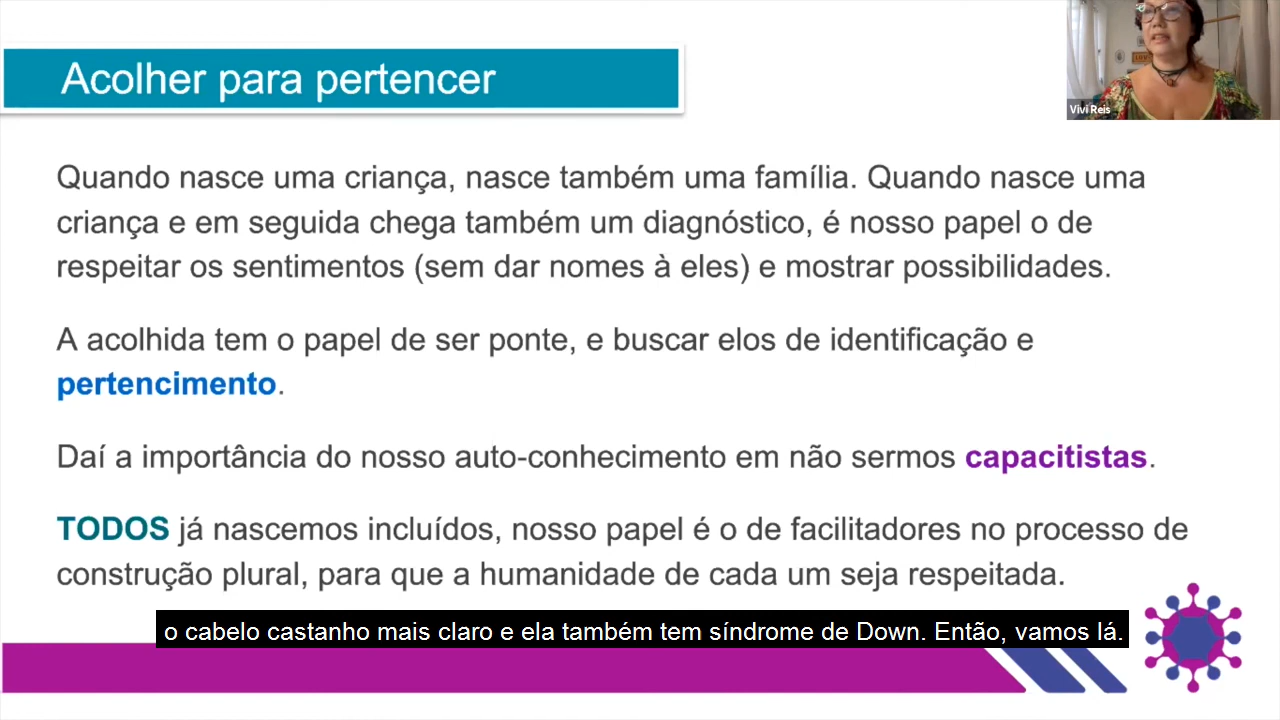 Acolher para pertencer
Vivi Reis
Quando nasce uma criança, nasce também uma família. Quando nasce uma
criança e em seguida chega também um diagnóstico, é nosso papel o de
respeitar os sentimentos (sem dar nomes à eles) e mostrar possibilidades.
A acolhida tem o papel de ser ponte, e buscar elos de identificação e
pertencimento.
Daí a importância do nosso auto-conhecimento em não sermos capacitistas.
TODOS já nascemos incluídos, nosso papel é o de facilitadores no processo de
construção plural, para que a humanidade de cada um seja respeitada.
o cabelo castanho mais claro e ela também tem síndrome de Down. Então, vamos lá.